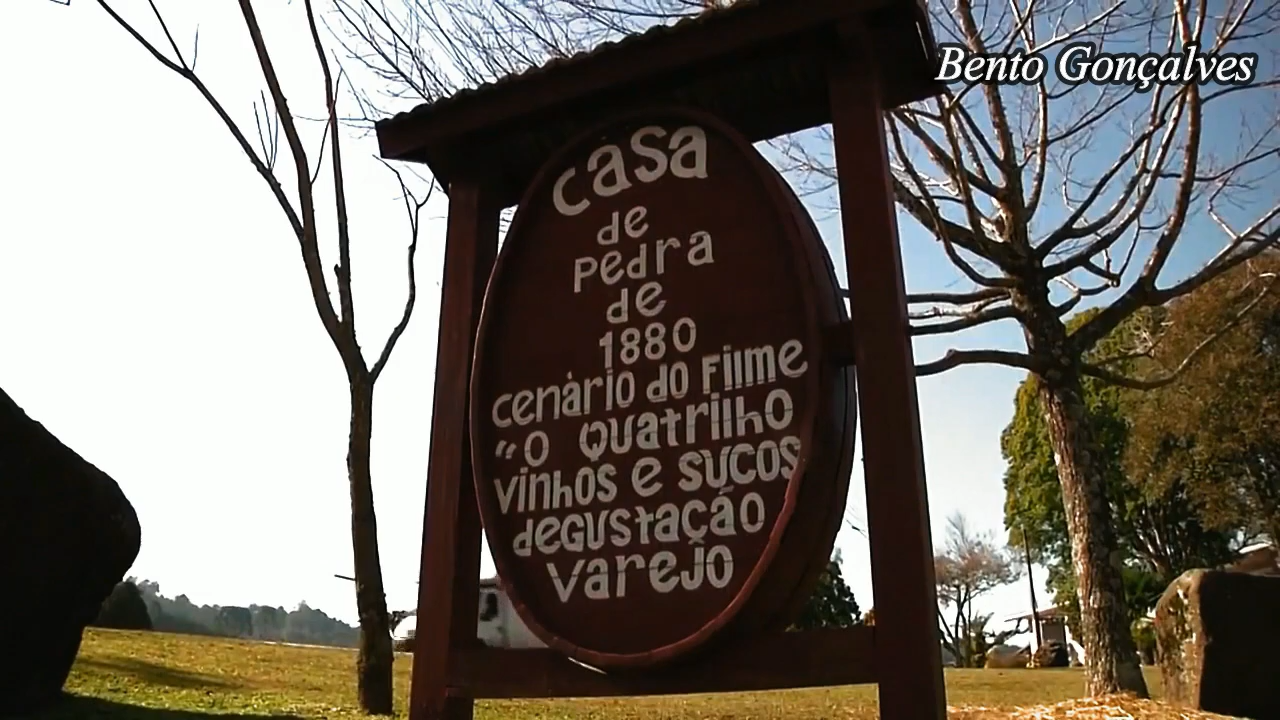 Bento Gonçalves
casa
de
pedra
de
1880
cenário do Filme
“O Quatrilho
vinhos e sucos
degustação
varejo